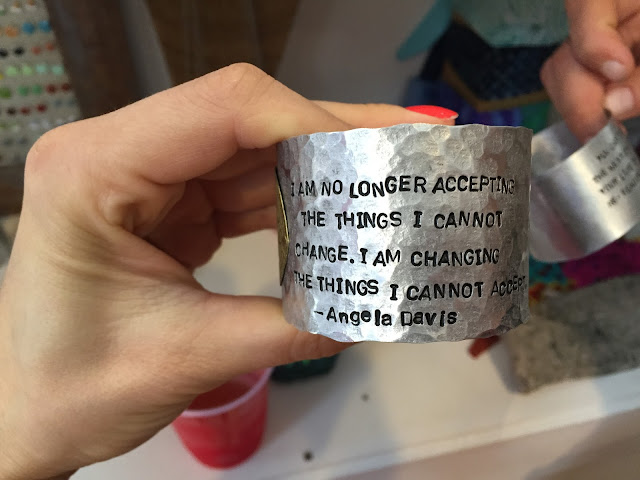 I AM NO LONGER ACCEPTING
THE THINGS I CANNOT
CHANGE. I AM CHANGING
THE THINGS I CANNOT ACCEPT
-Angela Davis